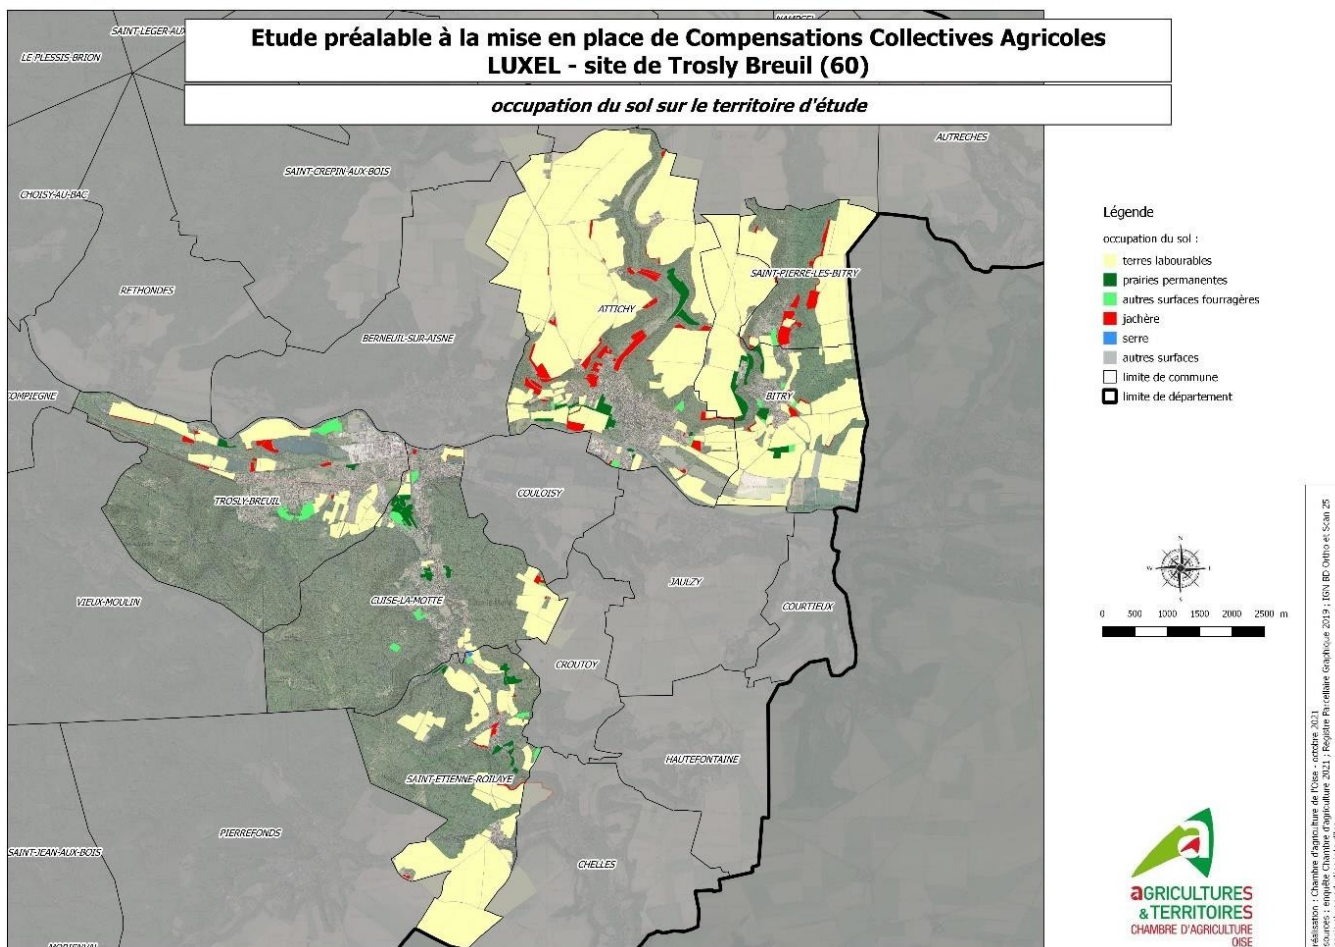 NAMPCEL
SAINT-LEGER-AUX
Etude préalable à la mise en place de Compensations Collectives Agricoles
LUXEL - site de Trosly Breuil (60)
LE PLESSIS-BRION
occupation du sol sur le territoire d'étude
AUTRECHES
SAINT-CREPIN-AUX-BOIS
CHOISY-AU-BAC
Légende
occupation du sol :
terres labourables
prairies permanentes
autres surfaces fourragères
jachère
serre
autres surfaces
limite de commune
limite de département
SAINT-PIERRE-LES-BITRY
RETHONDES
ATTICHY
BERNEUIL-SUR-AISNE
OMPIEGNE
BITRY
COULOISY
TROSLY-BREUIL
N
W
S
JAULZY
VIEUX-MOULIN
CUISE-LA-MOTTE
COURTIEUX
0 500 1000 1500 2000 2500 m
CROUTOY
HAUTEFONTAINE
SAINT-ETIENNE-ROILAYE
PIERREFONDS
SAINT-JEAN-AUX-BOIS
CHELLES
MORIENVAL
a
AGRICULTURES
& TERRITOIRES
CHAMBRE D'AGRICULTURE
OISE
réalisation : Chambre d'agriculture de l'Oise - octobre 2021
sources : enquête Chambre d'agriculture 2021 ; Registre Parcellaire Graphique 2019 ; IGN BD Ortho et Scan 25